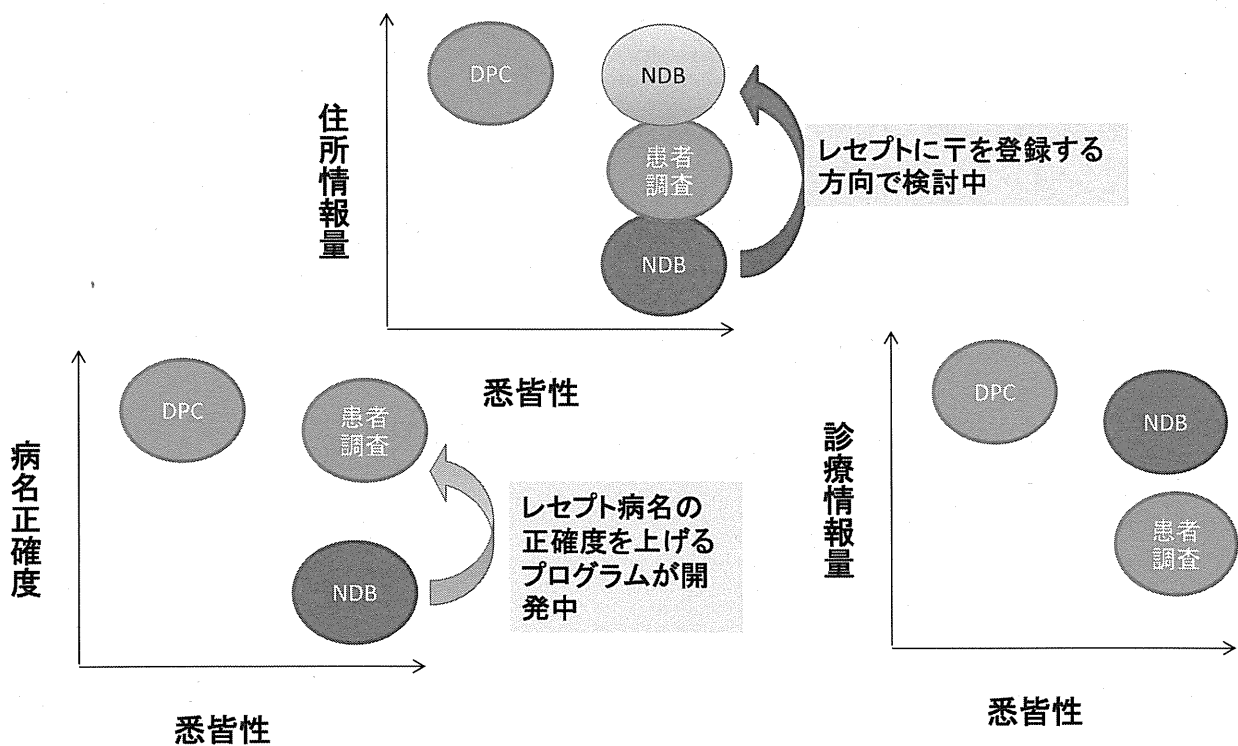 住所情報量
DPC
NDB
患者
調査
NDB
レセプトに〒を登録する
方向で検討中
悉皆性
病名正確度
DPC
患者
調査
NDB
レセプト病名の
正確度を上げる
プログラムが開
発中
悉皆性
診療情報量
DPC
NDB
患者
調査
悉皆性